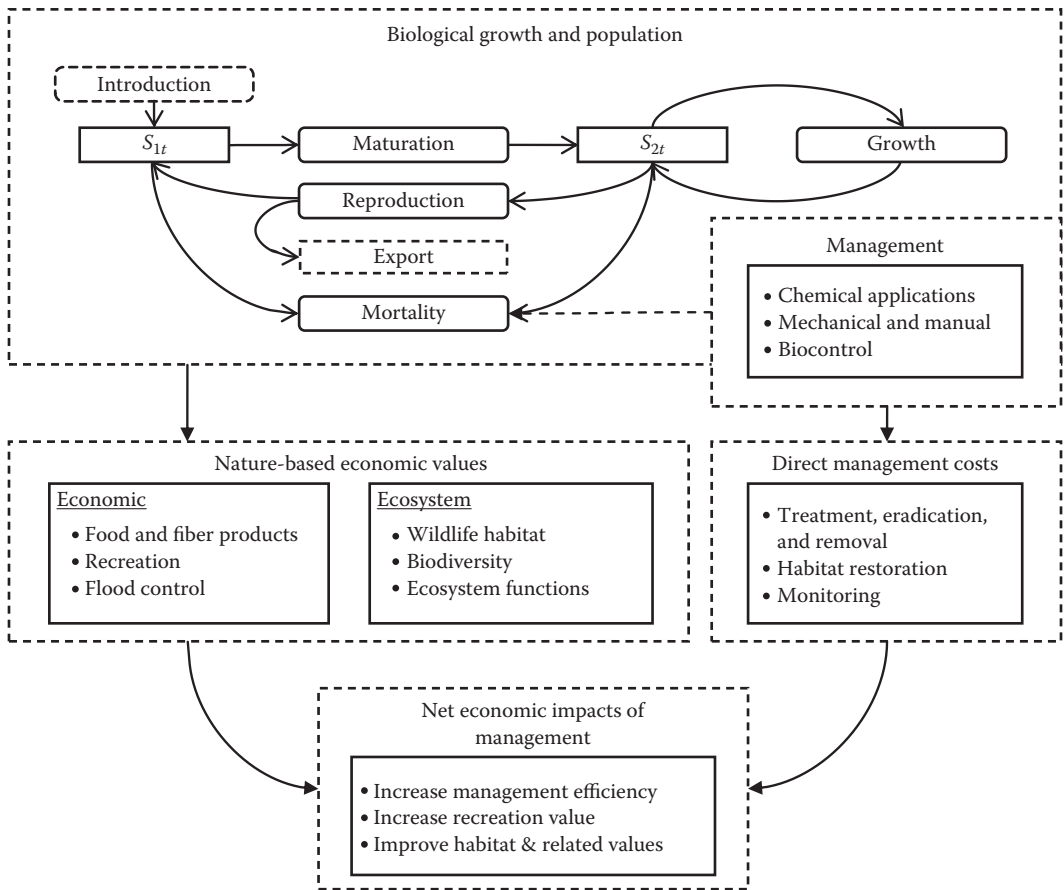 Biological growth and population
Introduction
S1t
Maturation
S2t
Growth
Reproduction
Export
Mortality
Management
• Chemical applications
• Mechanical and manual
• Biocontrol
Nature-based economic values
Economic
• Food and fiber products
• Recreation
• Flood control
Ecosystem
• Wildlife habitat
• Biodiversity
• Ecosystem functions
Direct management costs
• Treatment, eradication,
and removal
• Habitat restoration
• Monitoring
Net economic impacts of
management
• Increase management efficiency
• Increase recreation value
• Improve habitat & related values